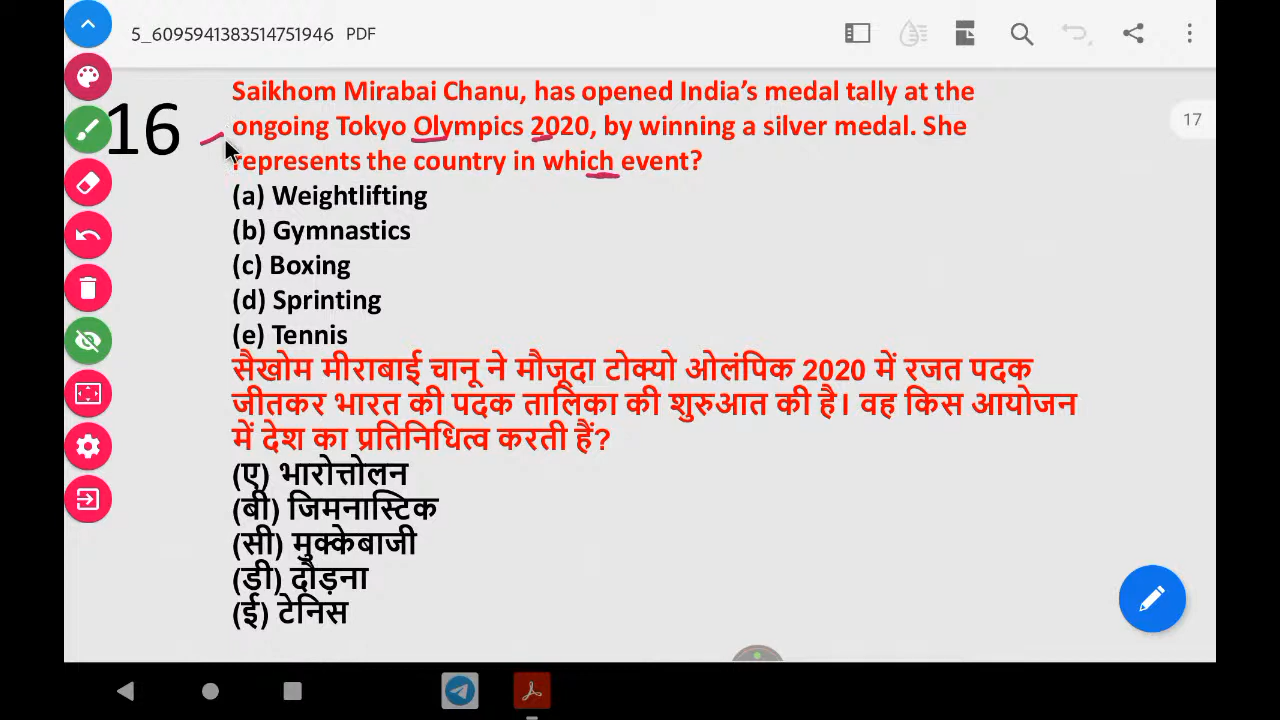 5_6095941383514751946 PDF
17
16
Saikhom Mirabai Chanu, has opened India's medal tally at the
ongoing Tokyo Olympics 2020, by winning a silver medal. She
represents the country in which event?
(a) Weightlifting
(b) Gymnastics
(c) Boxing
(d) Sprinting
(e) Tennis
सैखोम मीराबाई चानू ने मौजूदा टोक्यो ओलंपिक 2020 में रजत पदक
जीतकर भारत की पदक तालिका की शुरुआत की है। वह किस आयोजन
में देश का प्रतिनिधित्व करती हैं?
(ए) भारोत्तोलन
(बी) जिमनास्टिक
(सी) मुक्केबाजी
(डी) दौड़ना
(ई) टेनिस